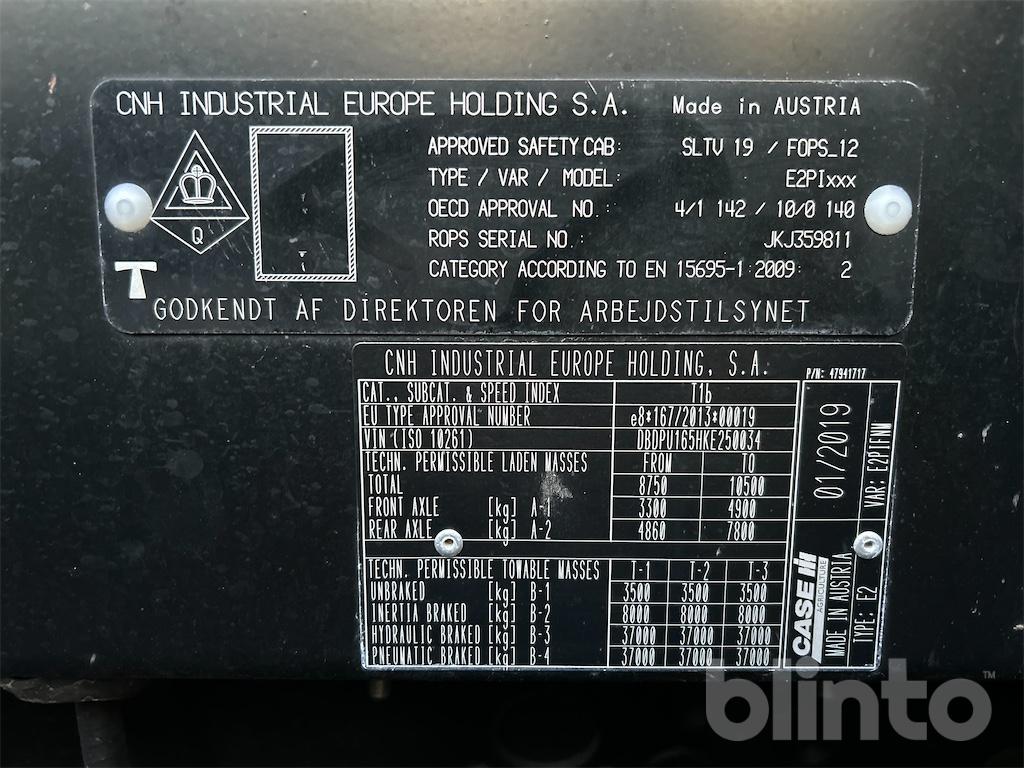 CNH INDUSTRIAL EUROPE HOLDING S.A. Made in AUSTRIA
APPROVED SAFETY CAB: SLTV 19 / FOPS_12
TYPE / VAR / MODEL: E2PIxxx
OECD APPROVAL NO.: 4/1 142 / 10/0 140
ROPS SERIAL NO.: JKJ359811
CATEGORY ACCORDING TO EN 15695-1:2009: 2
Q
T
GODKENDT AF DIREKTOREN FOR ARBEJDSTILSYNET
CNH INDUSTRIAL EUROPE HOLDING, S.A. P/N: 47941717
CAT., SUBCAT. & SPEED INDEX T1b
EU TYPE APPROVAL NUMBER e8*167/2013*00019
VIN (ISO 10261) DBDPU165HKE250034
TECHN. PERMISSIBLE LADEN MASSES FROM TO
TOTAL 8750 10500
FRONT AXLE [kg] A-1 3300 4900
REAR AXLE [kg] A-2 4860 7800
TECHN. PERMISSIBLE TOWABLE MASSES T-1 T-2 T-3
UNBRAKED [kg] B-1 3500 3500 3500
INERTIA BRAKED [kg] B-2 8000 8000 8000
HYDRAULIC BRAKED [kg] B-3 37000 37000 37000
PNEUMATIC BRAKED [kg] B-4 37000 37000 37000
01/2019
CASE IH
AGRICULTURE
MADE IN AUSTRIA
TYPE: E2 VAR: E2P1FNM
blinto™